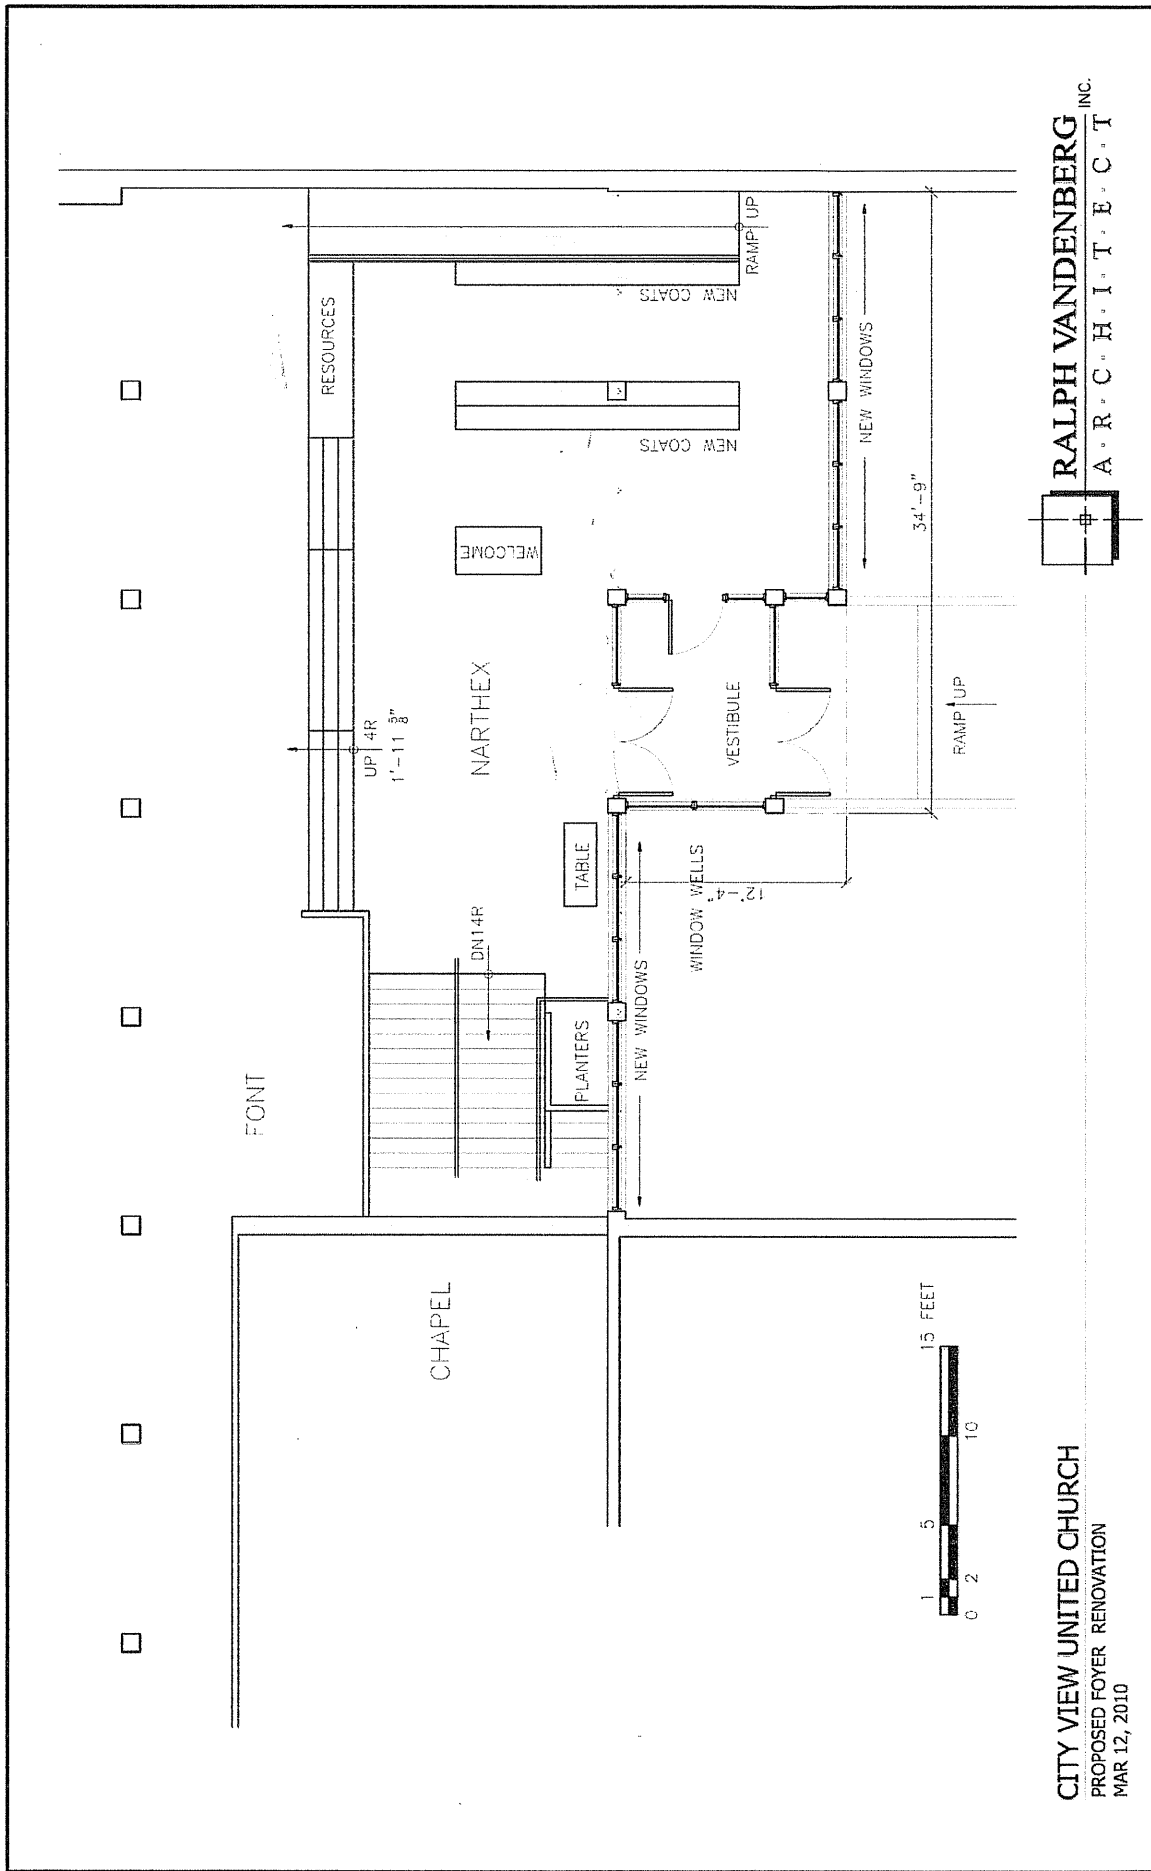 FONT
RESOURCES
UP 4R
1'-11 5/8"
NARTHEX
WELCOME
NEW COATS
NEW COATS
RAMP UP
CHAPEL
DN14R
PLANTERS
TABLE
VESTIBULE
NEW WINDOWS
WINDOW WELLS
12'-4"
NEW WINDOWS
34'-9"
RAMP UP
1 5 15 FEET
0 2 10
CITY VIEW UNITED CHURCH
PROPOSED FOYER RENOVATION
MAR 12, 2010
RALPH VANDENBERG INC.
A·R·C·H·I·T·E·C·T